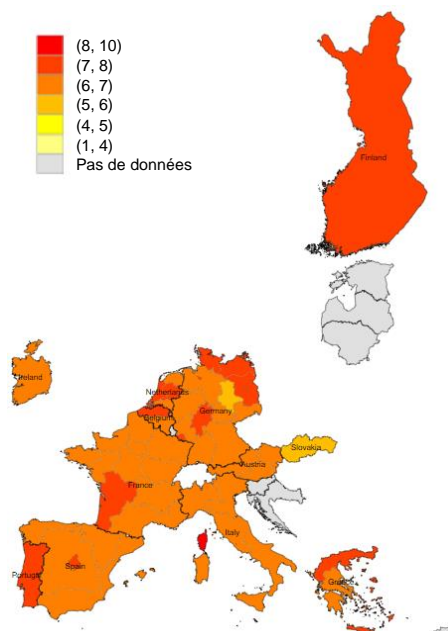 (8, 10)
(7, 8)
(6, 7)
(5, 6)
(4, 5)
(1, 4)
Pas de données
Finland
Ireland
Netherlands
Belgium
Germany
Slovakia
Austria
France
Italy
Portugal
Spain
Greece